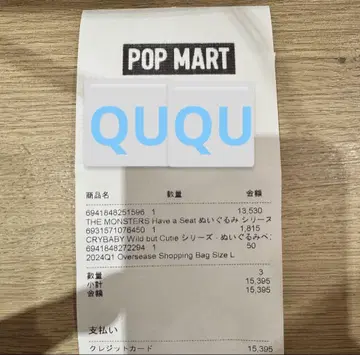 POP MART
QUQU
商品名 数量 金額
6941848251596 1 13,530
THE MONSTERS Have a Seat ぬいぐるみ シリーズ
6931571076450 1 1,815
CRYBABY Wild but Cutie シリーズ - ぬいぐるみペ
6941848272294 1 50
2024Q1 Oversease Shopping Bag Size L
数量 3
小計 15,395
金額 15,395
支払い
クレジットカード 15,395